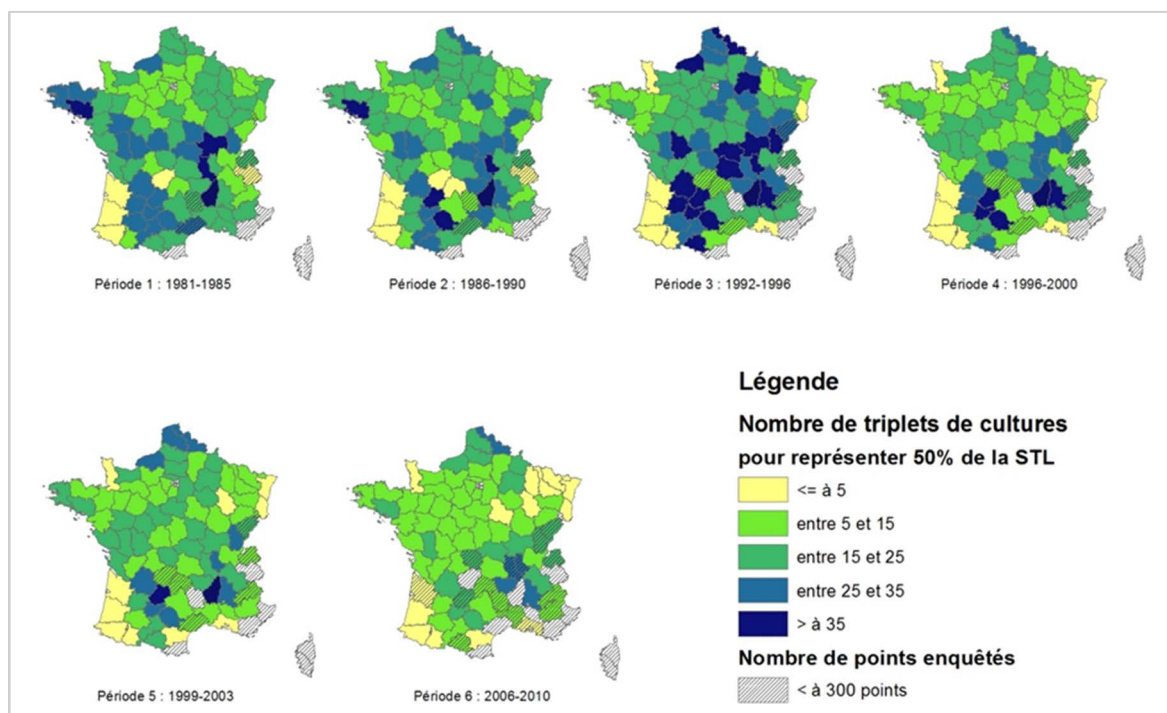 Période 1 : 1981-1985
Période 2 : 1986-1990
Période 3 : 1992-1996
Période 4 : 1996-2000
Légende
Nombre de triplets de cultures
pour représenter 50% de la STL
<= à 5
entre 5 et 15
entre 15 et 25
entre 25 et 35
> à 35
Nombre de points enquêtés
< à 300 points
Période 5 : 1999-2003
Période 6 : 2006-2010